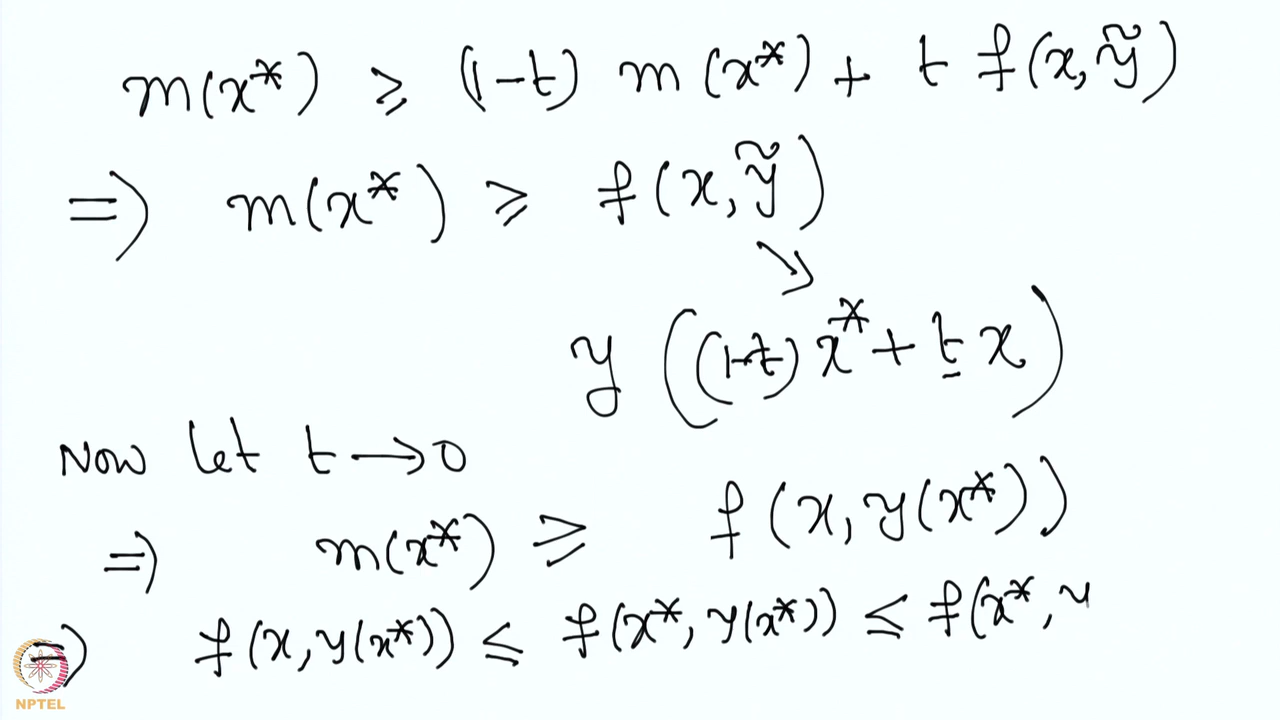 m(x*) ≥ (1-t) m(x*) + t f(x, ỹ)
=> m(x*) ≥ f(x, ỹ)
↘
y((1-t)x* + t x)
Now let t → 0
=> m(x*) ≥ f(x, y(x*))
=> f(x, y(x*)) ≤ f(x*, y(x*)) ≤ f(x*, y
NPTEL